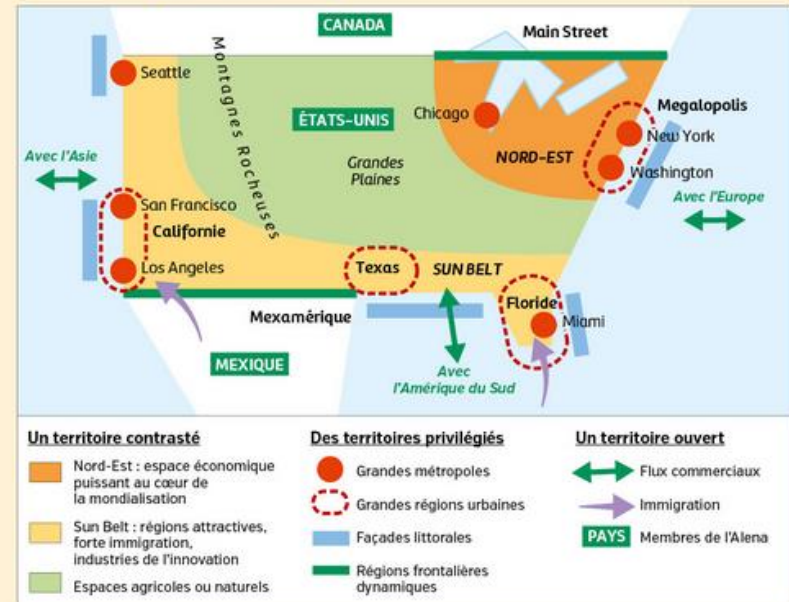 CANADA
Main Street
Seattle
Montagnes Rocheuses
Chicago
Megalopolis
ÉTATS-UNIS
New York
Grandes
Plaines
NORD-EST
Washington
Avec l'Asie
Avec l'Europe
San Francisco
Californie
Los Angeles
Texas
SUN BELT
Floride
Mexamérique
Miami
MEXIQUE
Avec
l'Amérique du Sud
Un territoire contrasté
Nord-Est : espace économique
puissant au cœur de
la mondialisation
Sun Belt : régions attractives,
forte immigration,
industries de l'innovation
Espaces agricoles ou naturels
Des territoires privilégiés
Grandes métropoles
Grandes régions urbaines
Façades littorales
Régions frontalières
dynamiques
Un territoire ouvert
Flux commerciaux
Immigration
PAYS Membres de l'Alena